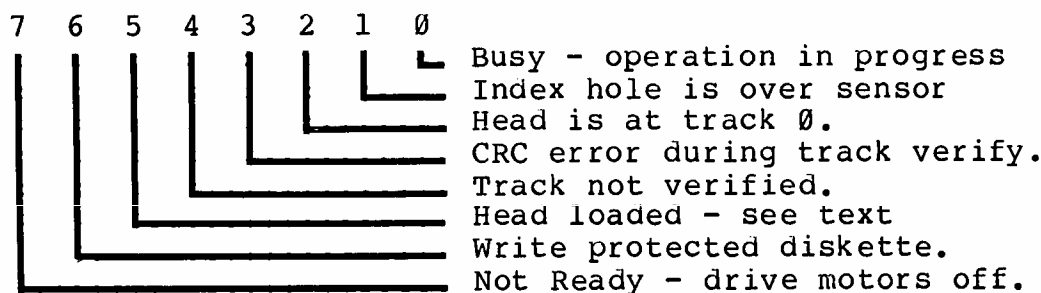 7 6 5 4 3 2 1 0
Busy - operation in progress
Index hole is over sensor
Head is at track 0.
CRC error during track verify.
Track not verified.
Head loaded - see text
Write protected diskette.
Not Ready - drive motors off.